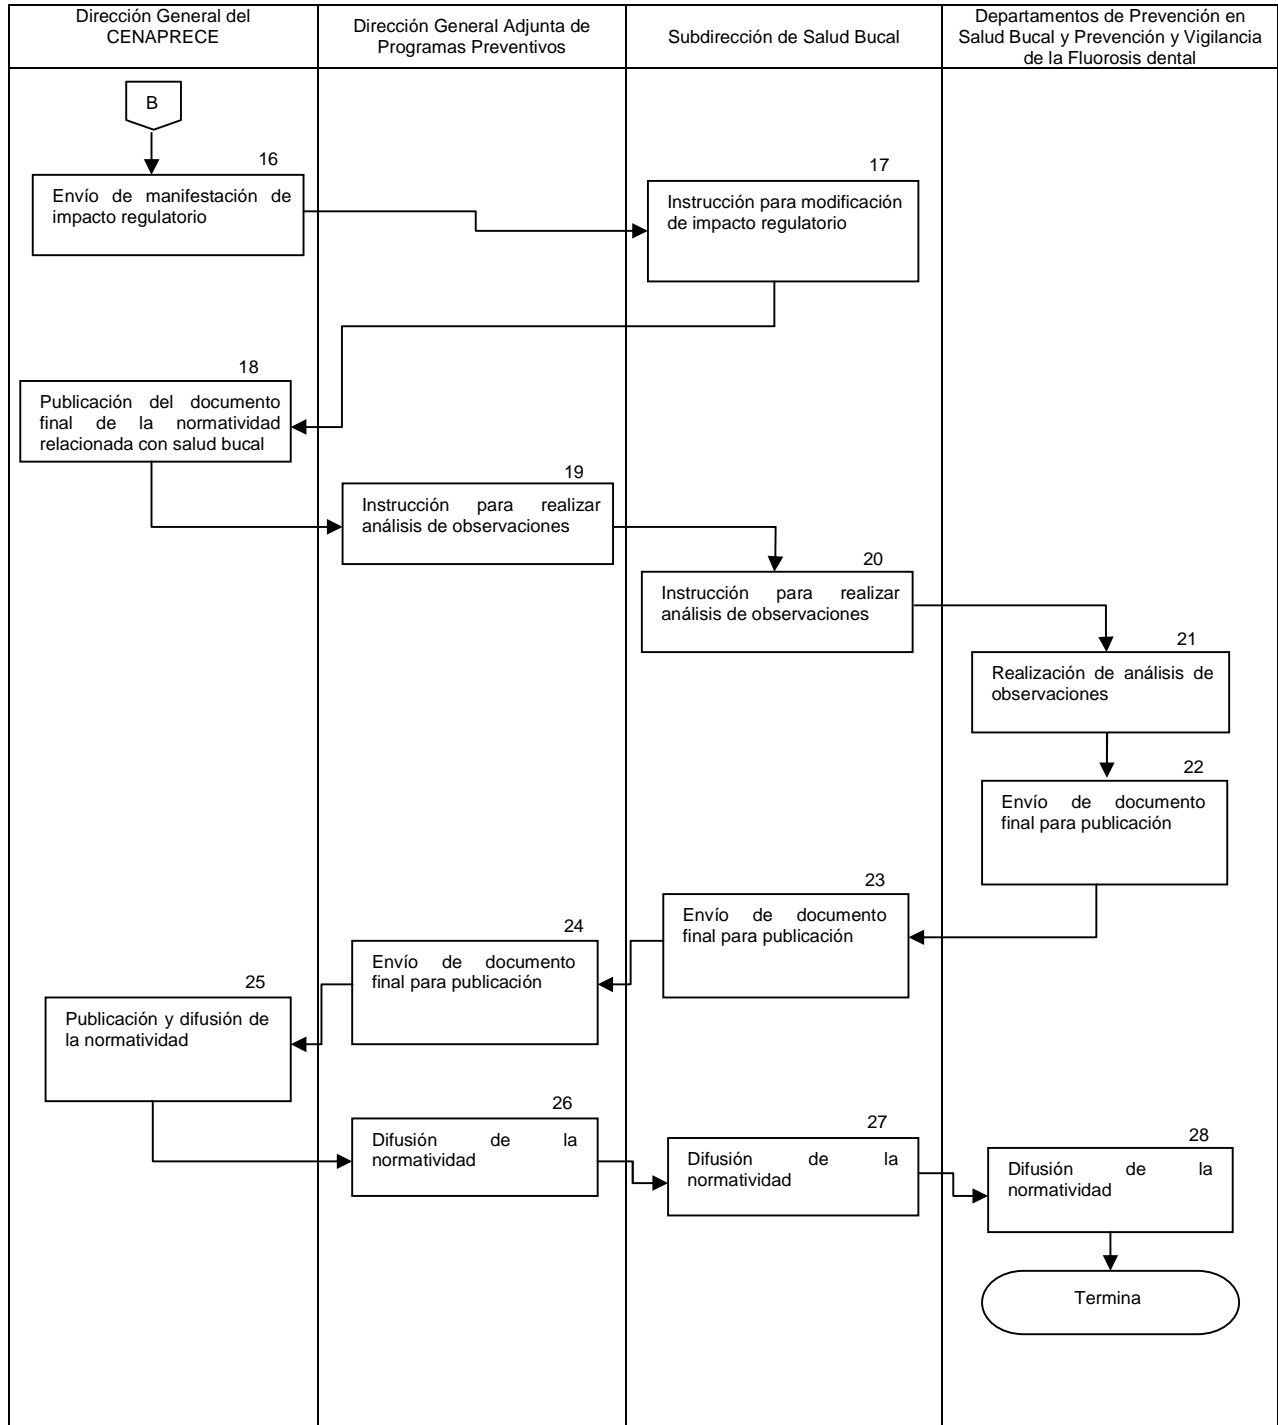 Dirección General del
CENAPRECE
Dirección General Adjunta de
Programas Preventivos
Subdirección de Salud Bucal
Departamentos de Prevención en
Salud Bucal y Prevención y Vigilancia
de la Fluorosis dental
B
16
Envío de manifestación de
impacto regulatorio
17
Instrucción para modificación
de impacto regulatorio
18
Publicación del documento
final de la normatividad
relacionada con salud bucal
19
Instrucción para realizar
análisis de observaciones
20
Instrucción para realizar
análisis de observaciones
21
Realización de análisis de
observaciones
22
Envío de documento
final para publicación
23
Envío de documento
final para publicación
24
Envío de documento
final para publicación
25
Publicación y difusión de
la normatividad
26
Difusión de la
normatividad
27
Difusión de la
normatividad
28
Difusión de la
normatividad
Termina